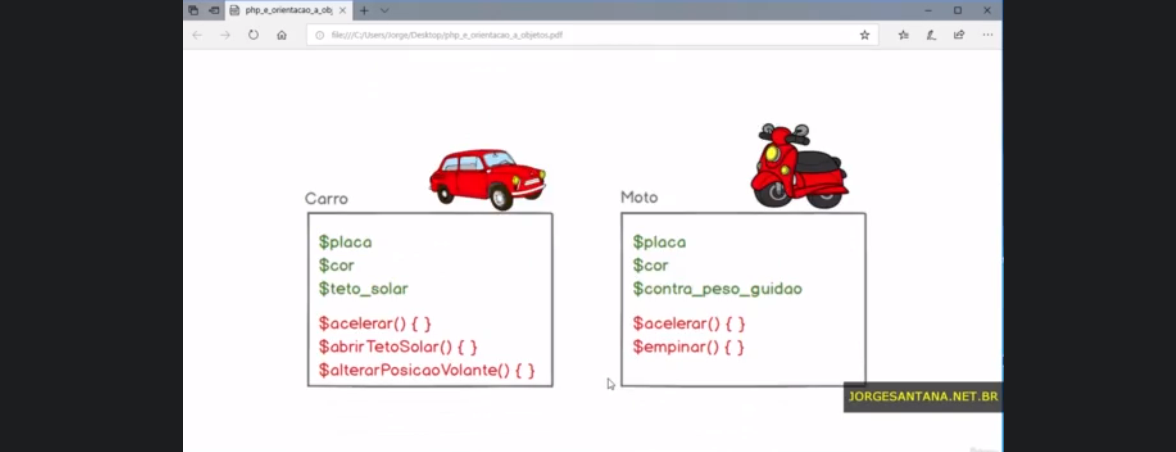 php_e_orientacao_a_obj
file:///C:/Users/Jorge/Desktop/php_e_orientacao_a_objetos.pdf
Carro
$placa
$cor
$teto_solar
$acelerar() { }
$abrirTetoSolar() { }
$alterarPosicaoVolante() { }
Moto
$placa
$cor
$contra_peso_guidao
$acelerar() { }
$empinar() { }
JORGESANTANA.NET.BR